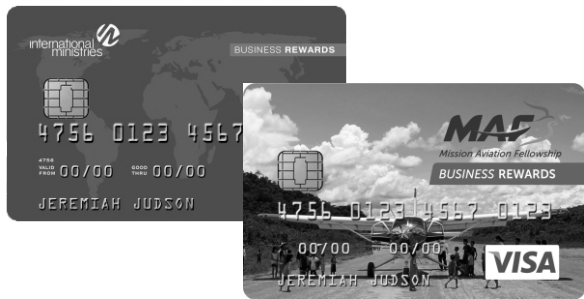 international
ministries
BUSINESS REWARDS
4756 0123 4567
4756
VALID FROM 00/00 GOOD THRU 00/00
JEREMIAH JUDSON
MAF
Mission Aviation Fellowship
BUSINESS REWARDS
4756 0123 4567 0123
00/00 00/00
JEREMIAH JUDSON
VISA